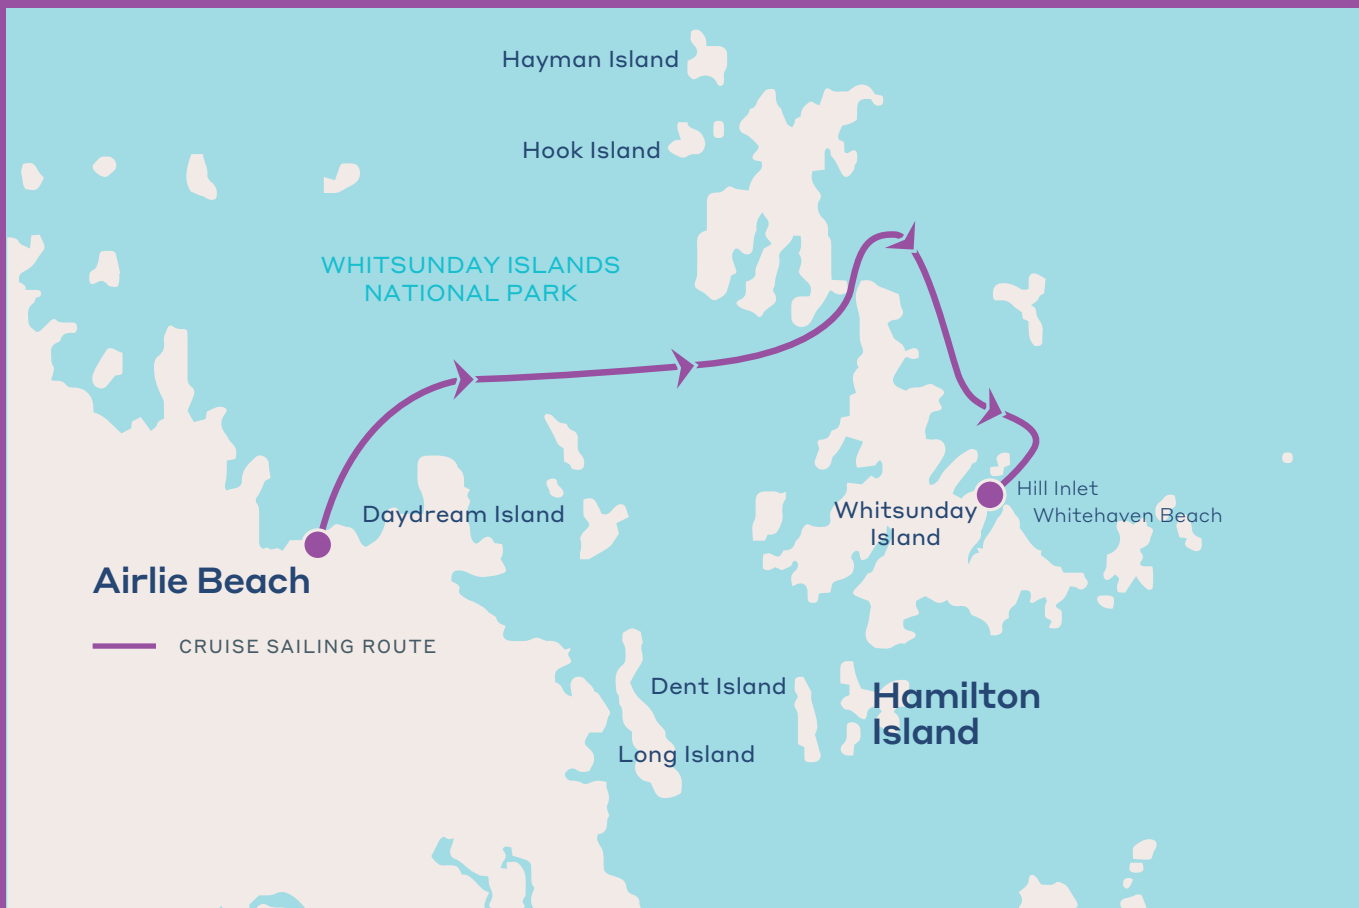 Hayman Island
Hook Island
WHITSUNDAY ISLANDS
NATIONAL PARK
Hill Inlet
Whitehaven Beach
Whitsunday
Island
Daydream Island
Airlie Beach
CRUISE SAILING ROUTE
Dent Island
Hamilton
Island
Long Island